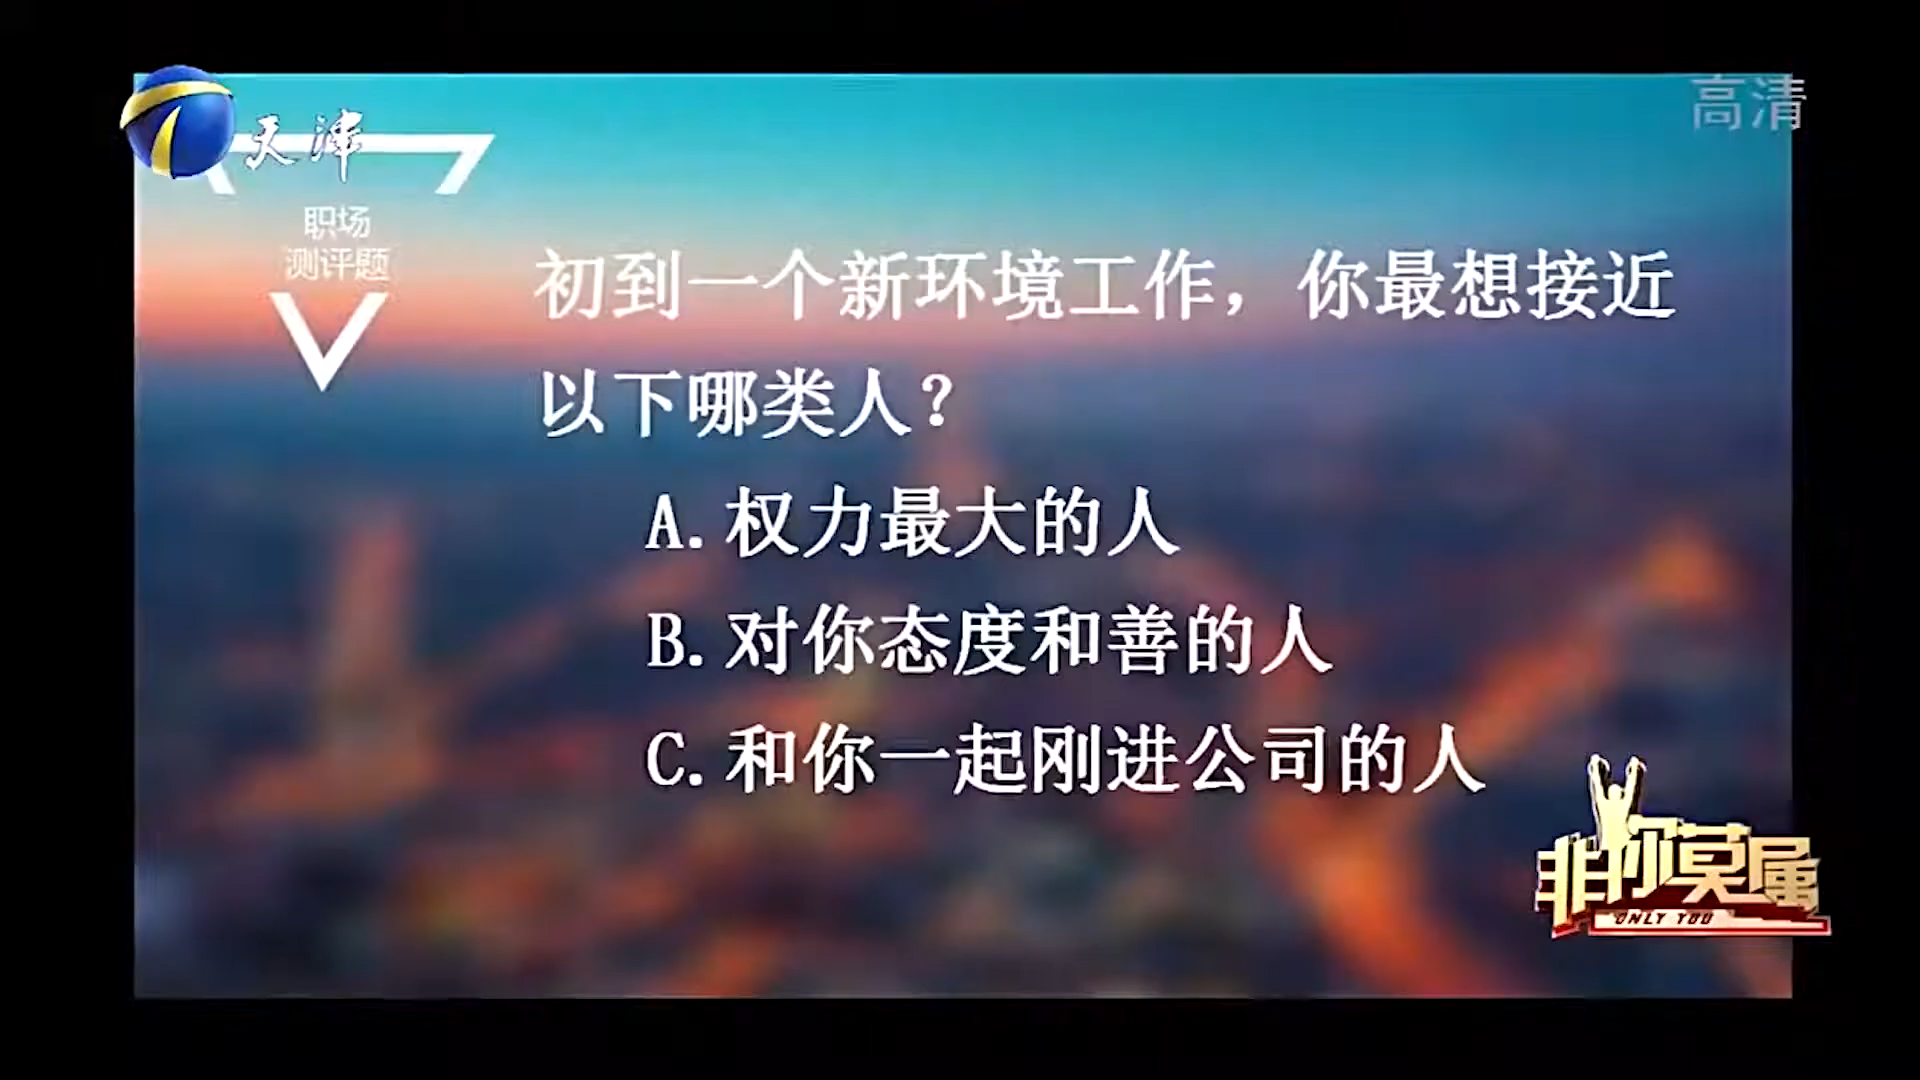 天津
高清
职场
测评题
初到一个新环境工作，你最想接近
以下哪类人？
A.权力最大的人
B.对你态度和善的人
C.和你一起刚进公司的人
非你莫属
ONLY YOU